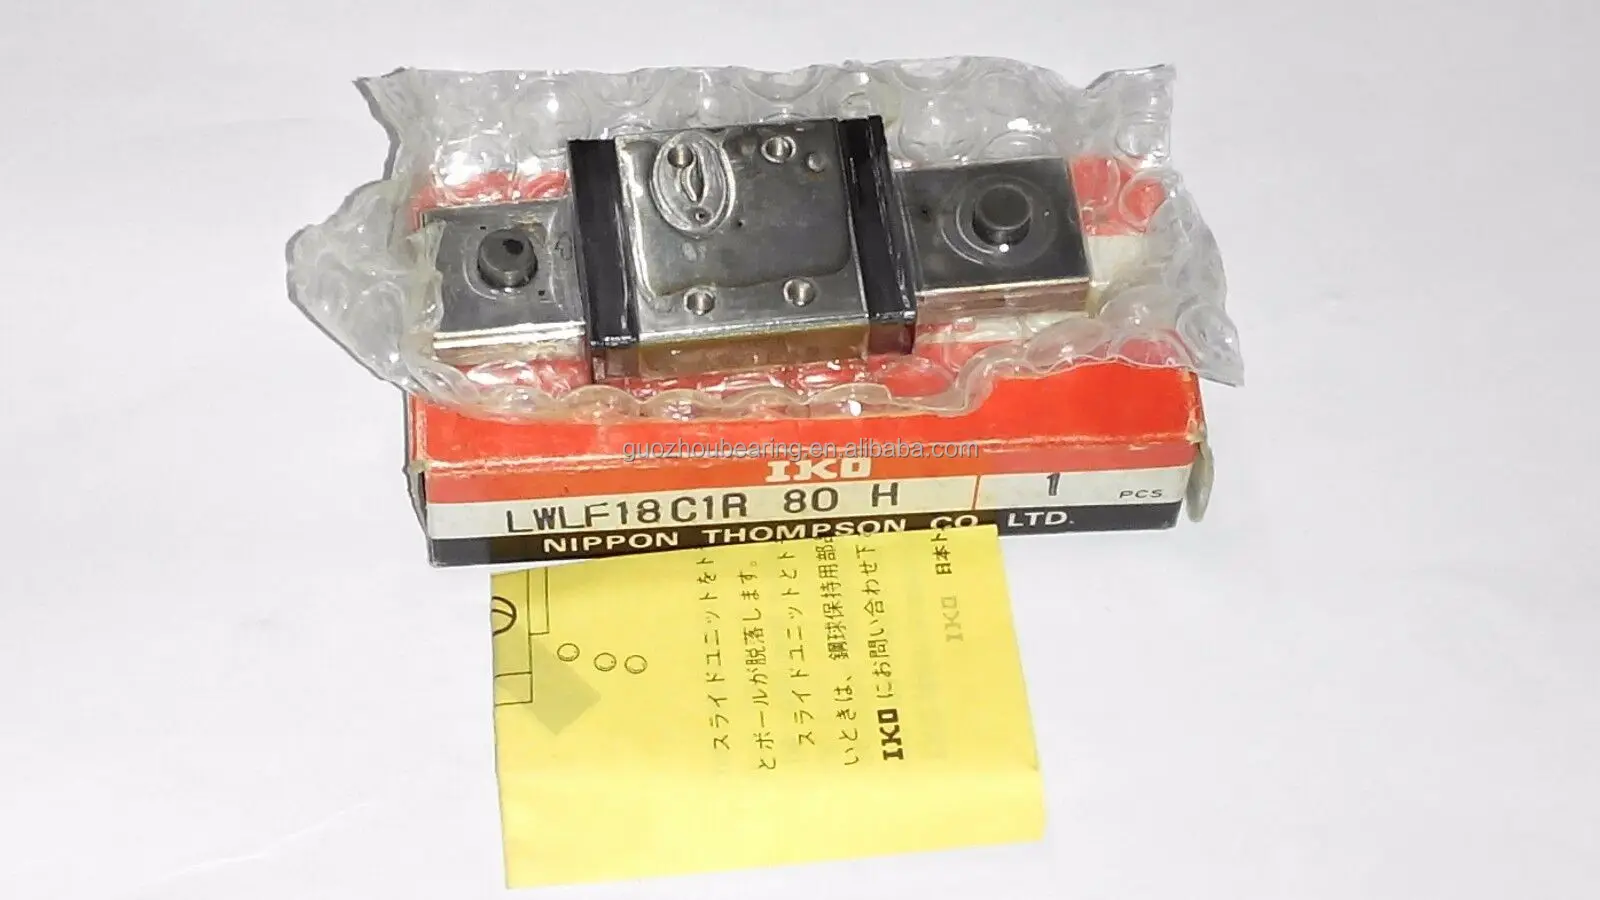 guozhoubearing.en.alibaba.com
IKO
LWLF18C1R 80 H 1 PCS
NIPPON THOMPSON CO LTD.
スライドユニットをト
とボールが脱落します。
スライドユニットとト
いときは、鋼球保持用部
IKOにお問い合わせ下
IKO 日本ト